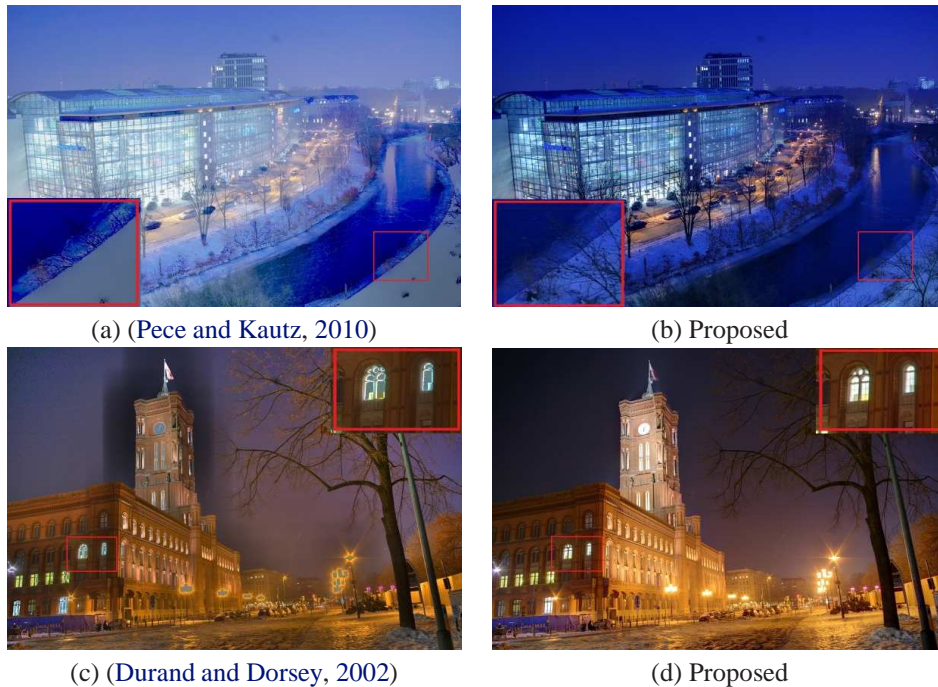 (a) (Pece and Kautz, 2010)
(b) Proposed
(c) (Durand and Dorsey, 2002)
(d) Proposed